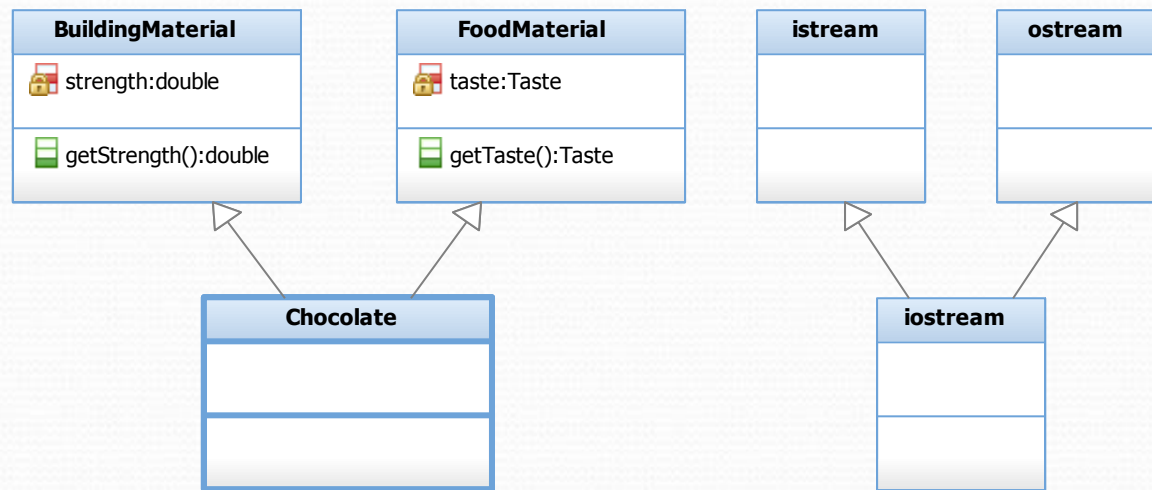 BuildingMaterial
strength:double
getStrength():double
FoodMaterial
taste:Taste
getTaste():Taste
istream
ostream
Chocolate
iostream